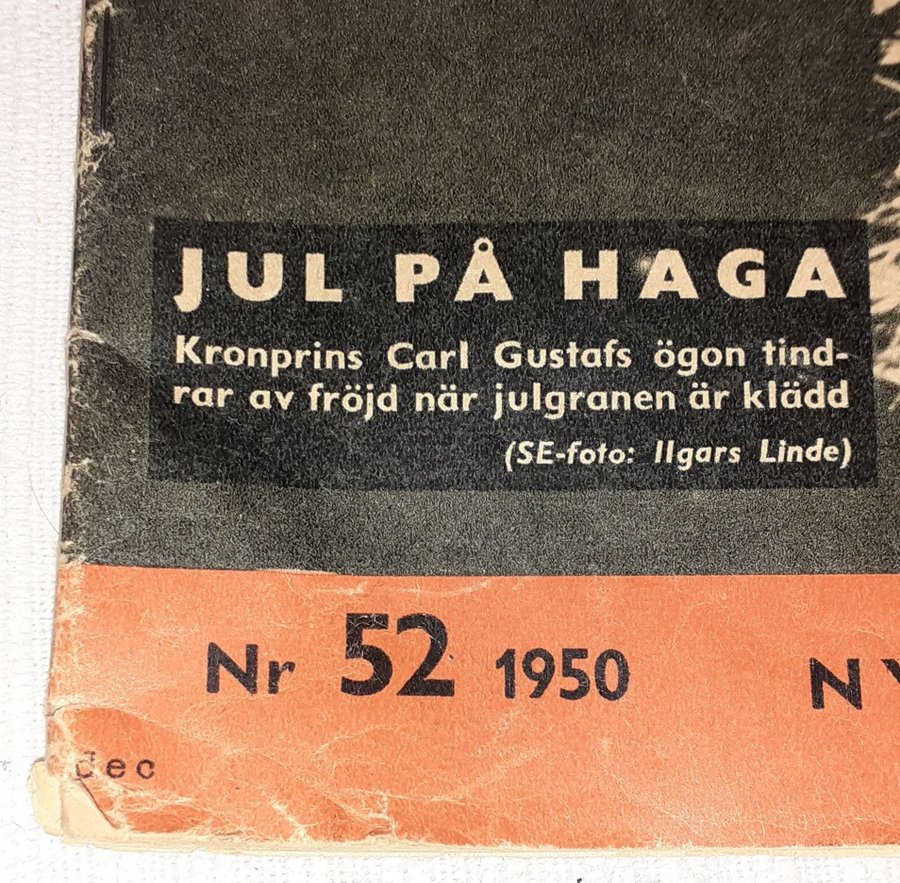 JUL PÅ HAGA
Kronprins Carl Gustafs ögon tind-
rar av fröjd när julgranen är klädd
(SE-foto: Ilgars Linde)
Nr 52 1950 N
dec